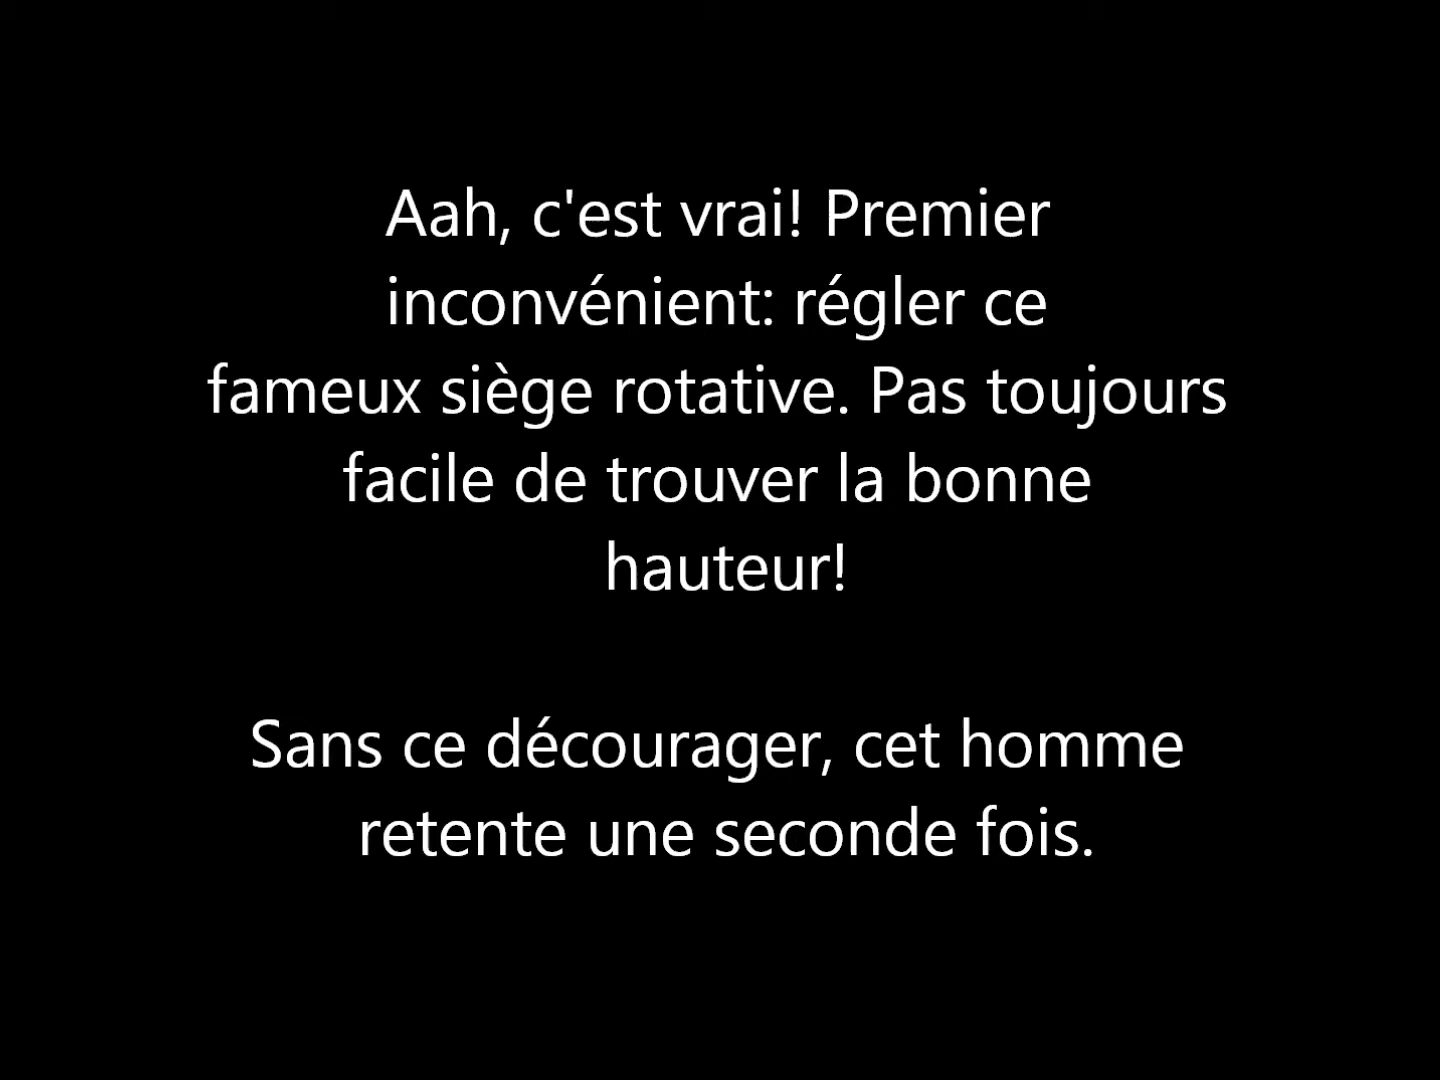 Aah, c'est vrai! Premier
inconvénient: régler ce
fameux siège rotative. Pas toujours
facile de trouver la bonne
hauteur!
Sans ce décourager, cet homme
retente une seconde fois.